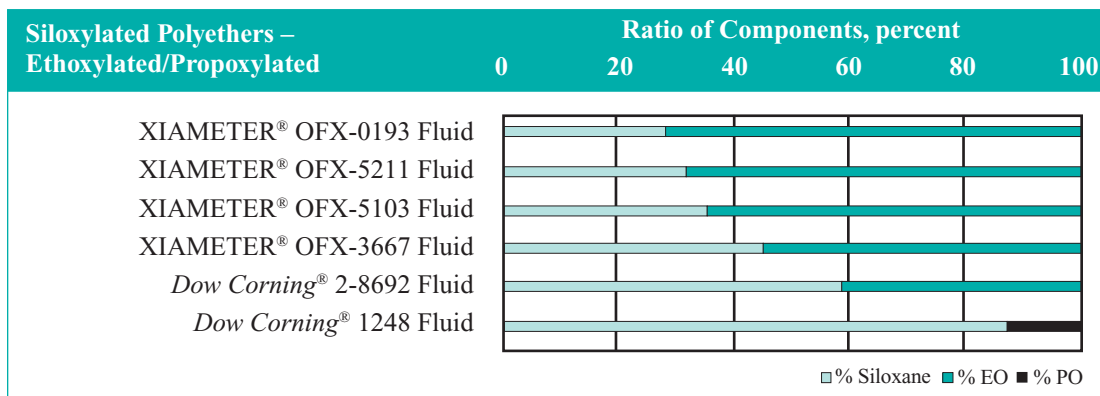 Siloxylated Polyethers –
Ethoxylated/Propoxylated
Ratio of Components, percent
0 20 40 60 80 100
XIAMETER® OFX-0193 Fluid
XIAMETER® OFX-5211 Fluid
XIAMETER® OFX-5103 Fluid
XIAMETER® OFX-3667 Fluid
Dow Corning® 2-8692 Fluid
Dow Corning® 1248 Fluid
% Siloxane % EO % PO